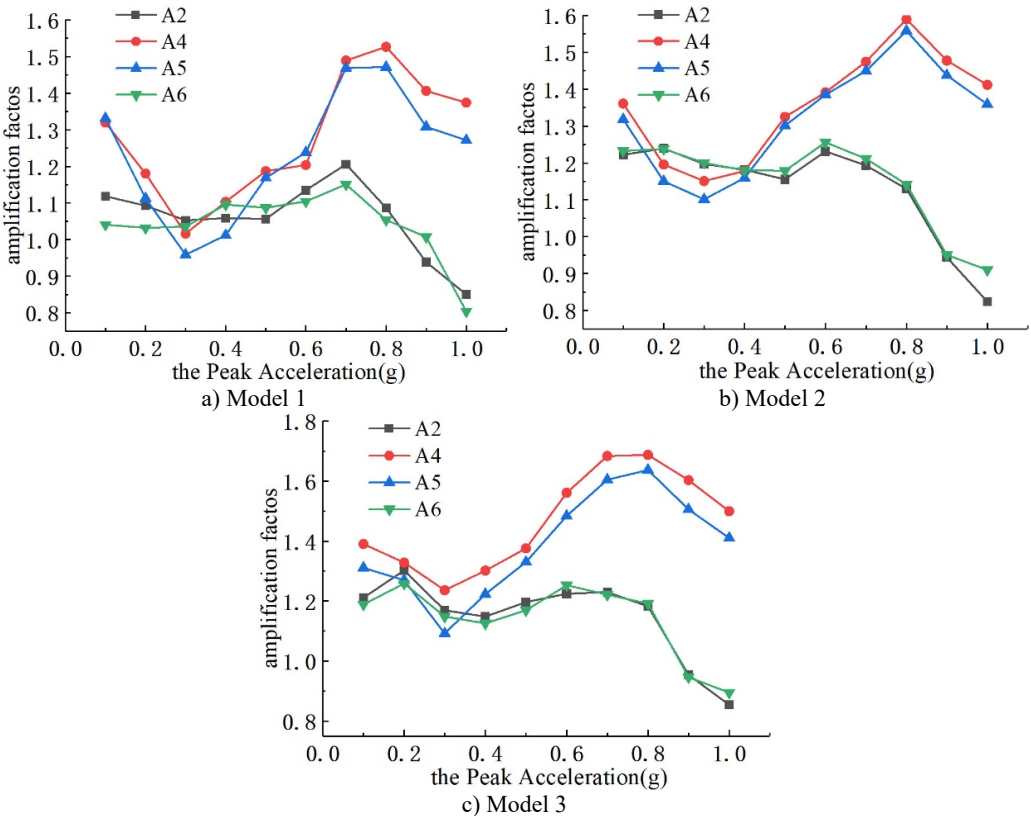 1.6
1.5
1.4
1.3
1.2
1.1
1.0
0.9
0.8
amplification factos
A2
A4
A5
A6
0.0 0.2 0.4 0.6 0.8 1.0
the Peak Acceleration(g)
a) Model 1
1.6
1.5
1.4
1.3
1.2
1.1
1.0
0.9
0.8
amplification factos
A2
A4
A5
A6
0.0 0.2 0.4 0.6 0.8 1.0
the Peak Acceleration(g)
b) Model 2
1.8
1.6
1.4
1.2
1.0
0.8
amplification factos
A2
A4
A5
A6
0.0 0.2 0.4 0.6 0.8 1.0
the Peak Acceleration(g)
c) Model 3